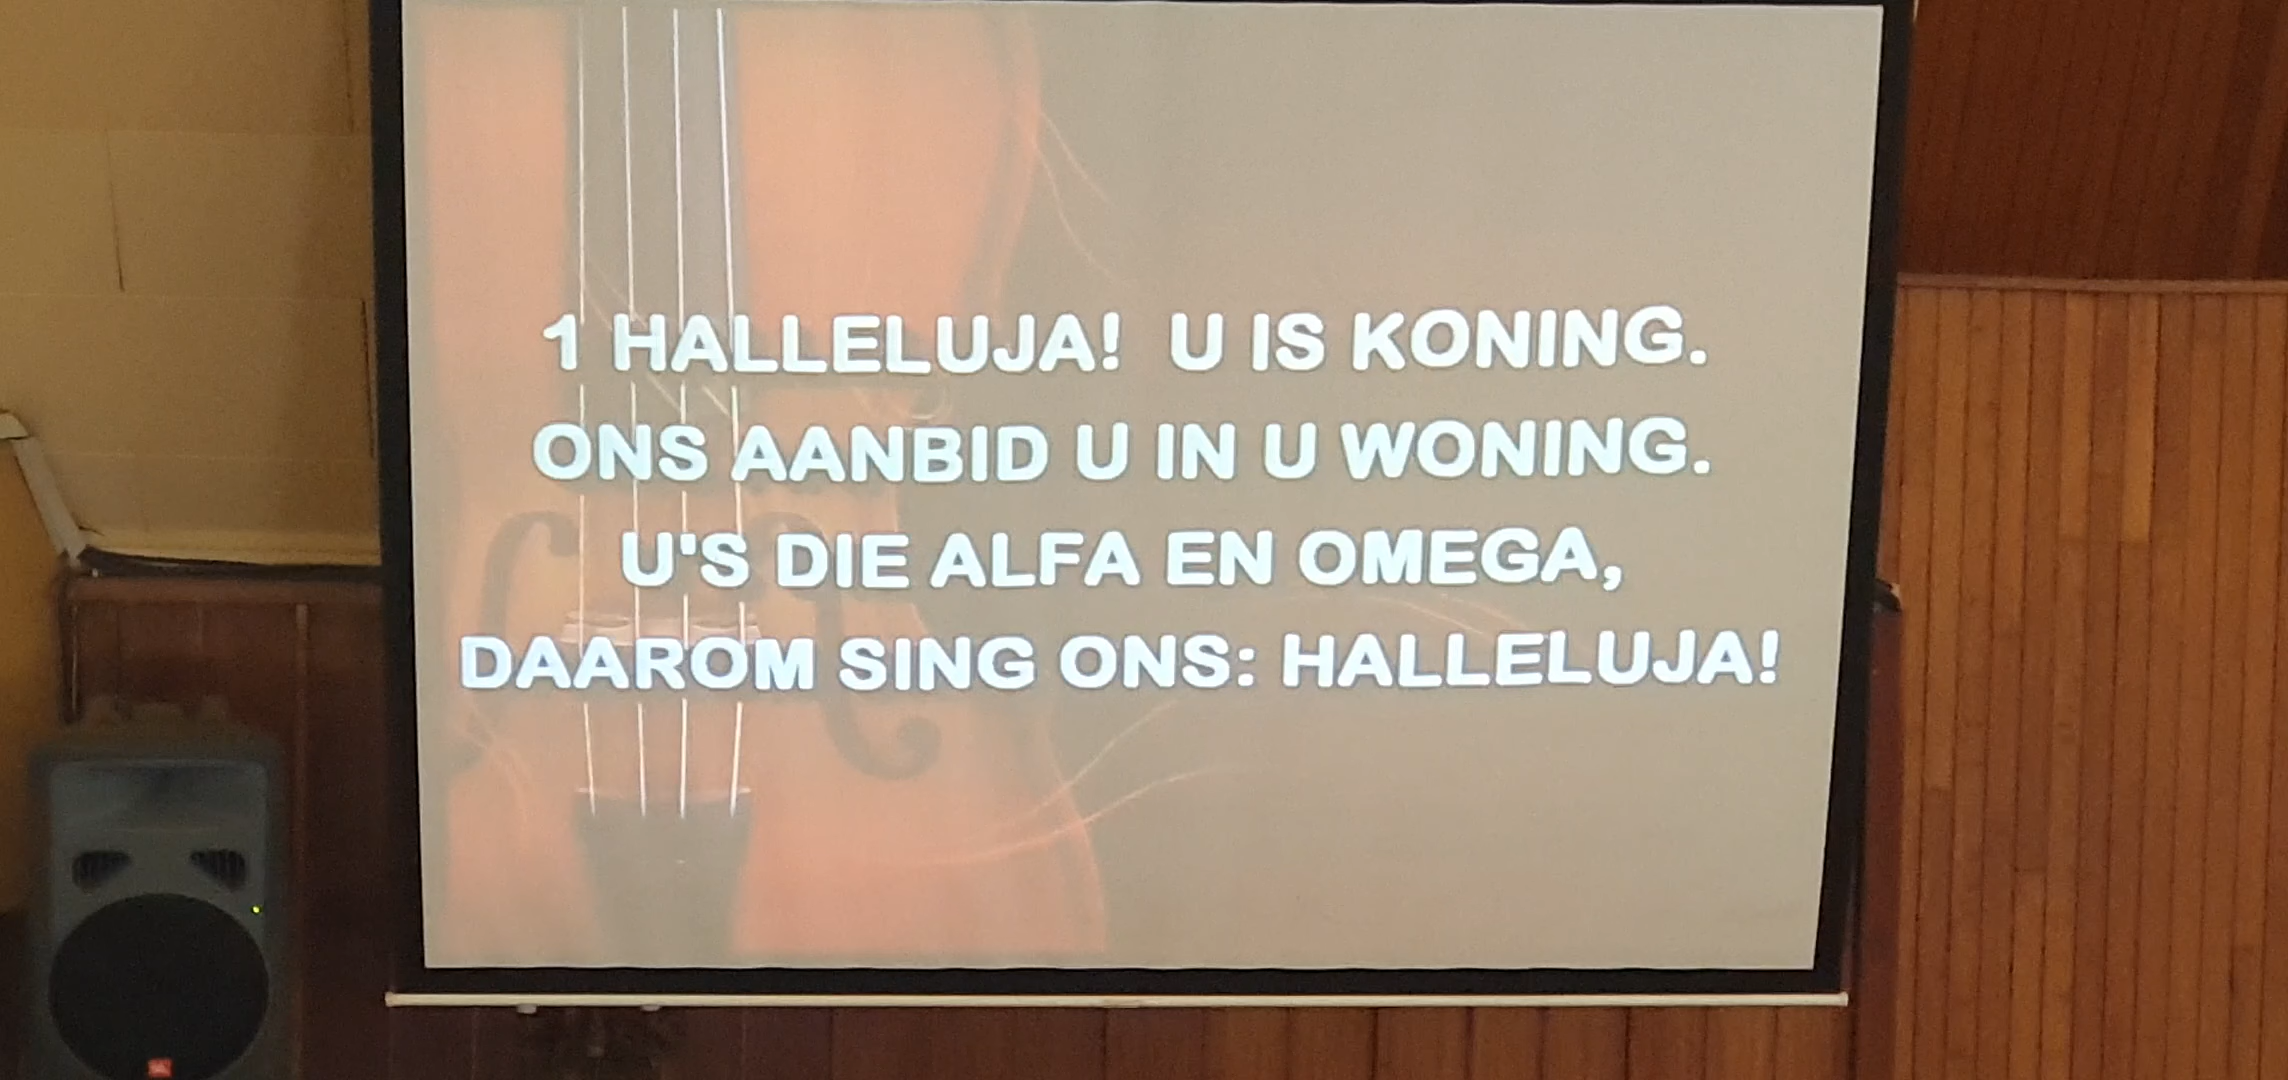 1 HALLELUJA! U IS KONING.
ONS AANBID U IN U WONING.
U'S DIE ALFA EN OMEGA,
DAAROM SING ONS: HALLELUJA!